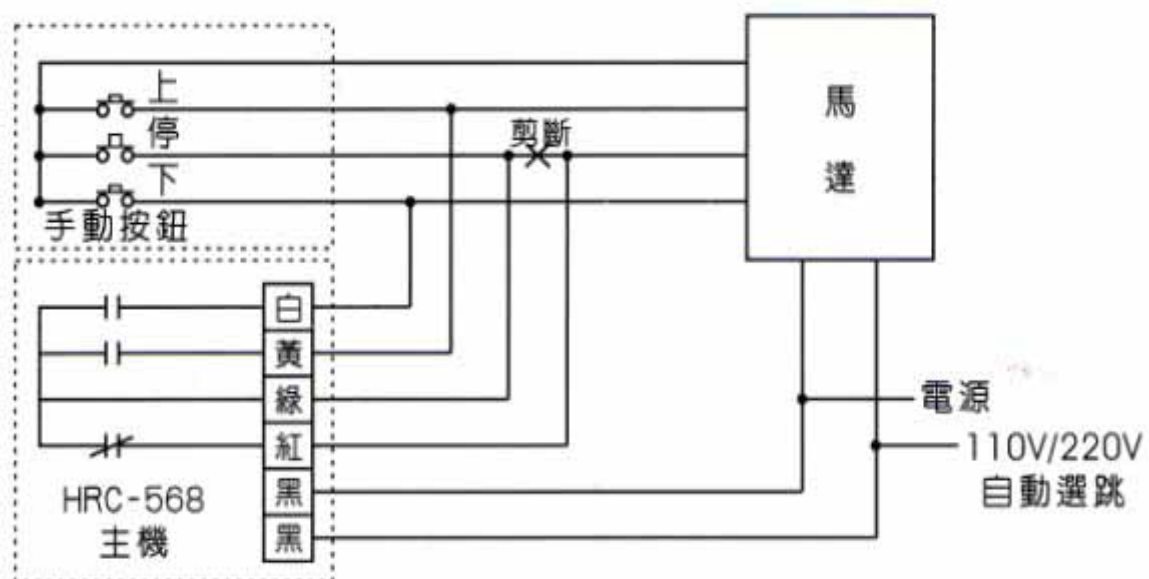 上
停
下
手動按鈕
剪斷
馬達
白
黃
綠
紅
黑
黑
HRC-568
主機
電源
110V/220V
自動選跳